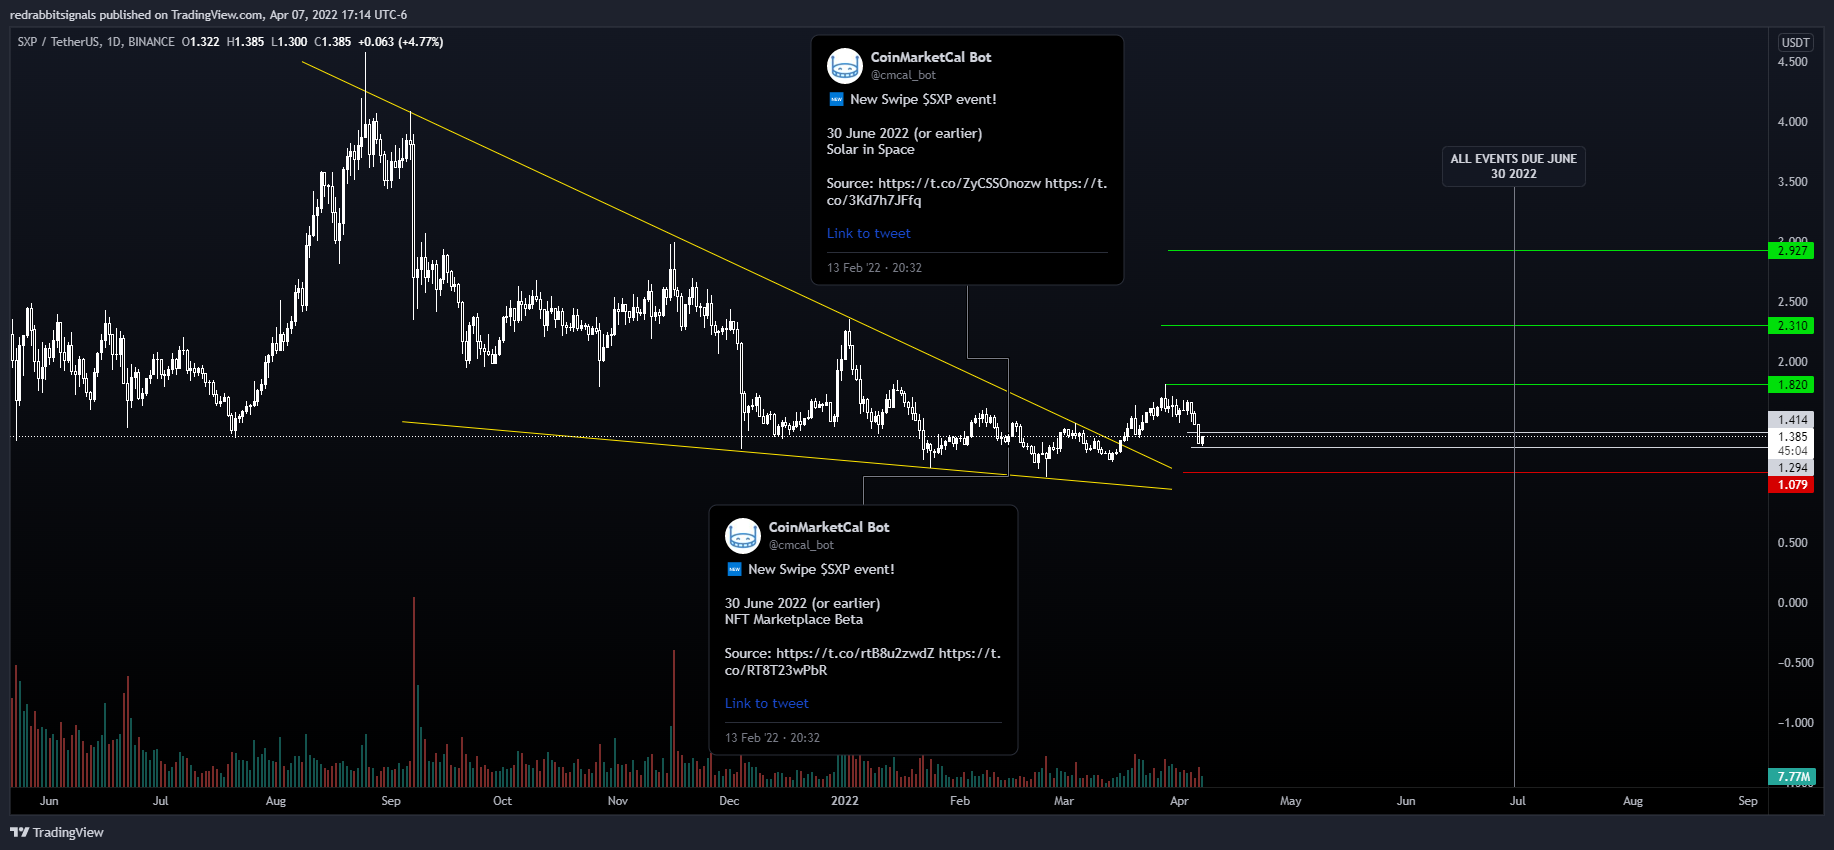 redrabbitsignals published on TradingView.com, Apr 07, 2022 17:14 UTC-6
SXP / TetherUS, 1D, BINANCE O1.322 H1.385 L1.300 C1.385 +0.063 (+4.77%)
USDT
4.500
4.000
3.500
3.000
2.927
2.500
2.310
2.000
1.820
1.414
1.385
45:04
1.294
1.079
0.500
0.000
−0.500
−1.000
7.77M
CoinMarketCal Bot
@cmcal_bot
NEW New Swipe $SXP event!
30 June 2022 (or earlier)
Solar in Space
Source: https://t.co/ZyCSSOnozw https://t.
co/3Kd7h7JFfq
Link to tweet
13 Feb '22 · 20:32
ALL EVENTS DUE JUNE
30 2022
CoinMarketCal Bot
@cmcal_bot
NEW New Swipe $SXP event!
30 June 2022 (or earlier)
NFT Marketplace Beta
Source: https://t.co/rtB8u2zwdZ https://t.
co/RT8T23wPbR
Link to tweet
13 Feb '22 · 20:32
Jun Jul Aug Sep Oct Nov Dec 2022 Feb Mar Apr May Jun Jul Aug Sep
TradingView